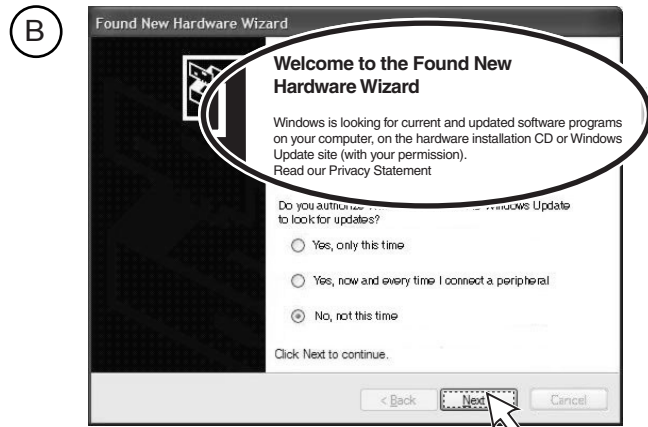 B
Found New Hardware Wizard
Welcome to the Found New
Hardware Wizard
Windows is looking for current and updated software programs
on your computer, on the hardware installation CD or Windows
Update site (with your permission).
Read our Privacy Statement
Do you Windows Update
to look for updates?
Yes, only this time
Yes, now and every time I connect a peripheral
No, not this time
Click Next to continue.
< Back
Next
Cancel